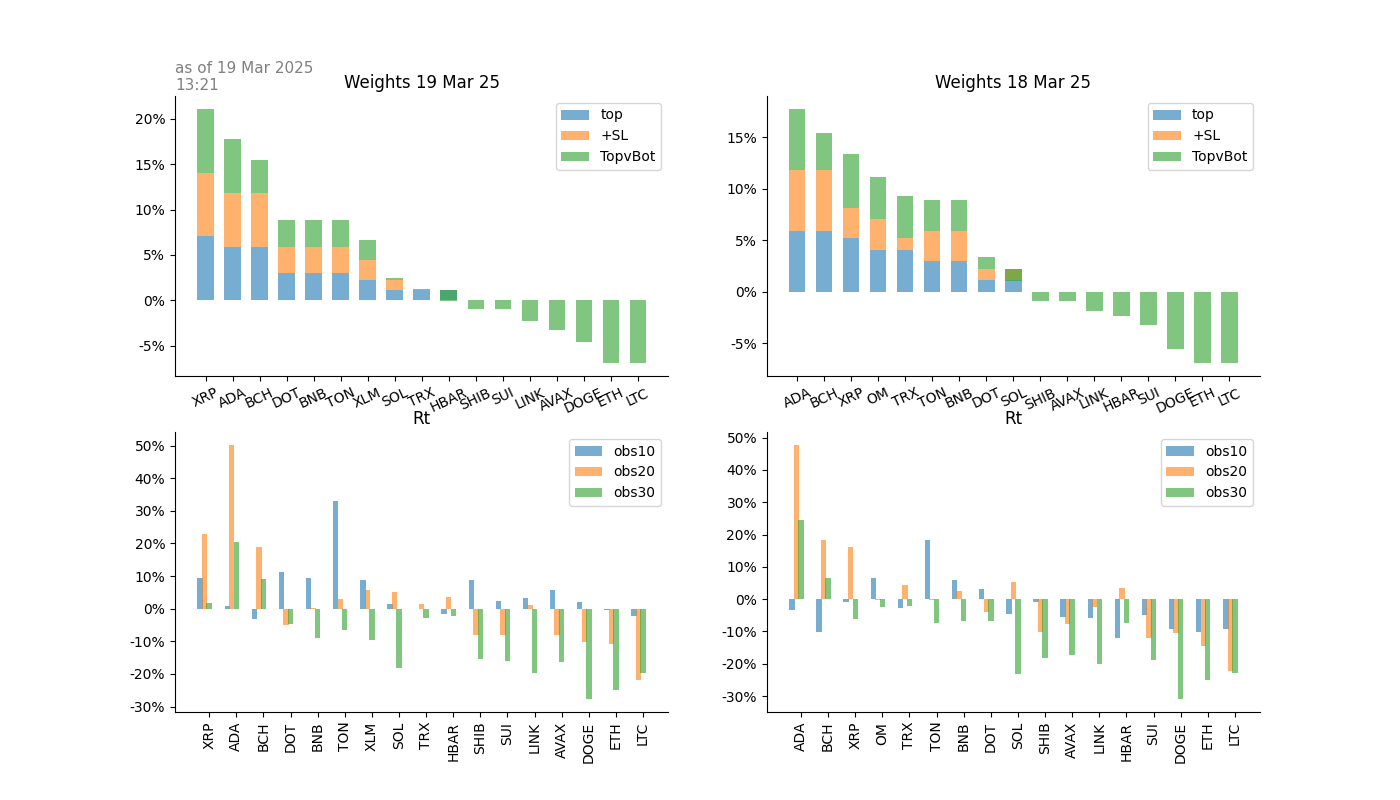 as of 19 Mar 2025
13:21
Weights 19 Mar 25
20%
15%
10%
5%
0%
-5%
top
+SL
TopvBot
XRP ADA BCH DOT BNB TON XLM SOL TRX HBAR SHIB SUI LINK AVAX DOGE ETH LTC
Weights 18 Mar 25
15%
10%
5%
0%
-5%
top
+SL
TopvBot
ADA BCH XRP OM TRX TON BNB DOT SOL SHIB AVAX LINK HBAR SUI DOGE ETH LTC
Rt
50%
40%
30%
20%
10%
0%
-10%
-20%
-30%
obs10
obs20
obs30
XRP ADA BCH DOT BNB TON XLM SOL TRX HBAR SHIB SUI LINK AVAX DOGE ETH LTC
Rt
50%
40%
30%
20%
10%
0%
-10%
-20%
-30%
obs10
obs20
obs30
ADA BCH XRP OM TRX TON BNB DOT SOL SHIB AVAX LINK HBAR SUI DOGE ETH LTC